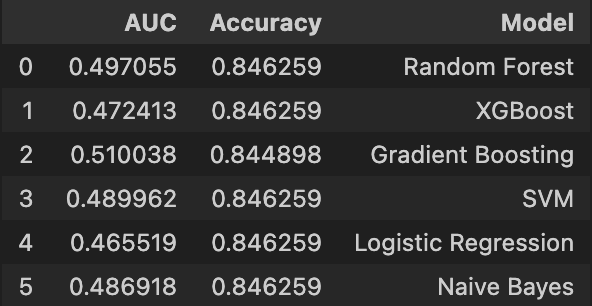 AUC Accuracy Model
0 0.497055 0.846259 Random Forest
1 0.472413 0.846259 XGBoost
2 0.510038 0.844898 Gradient Boosting
3 0.489962 0.846259 SVM
4 0.465519 0.846259 Logistic Regression
5 0.486918 0.846259 Naive Bayes